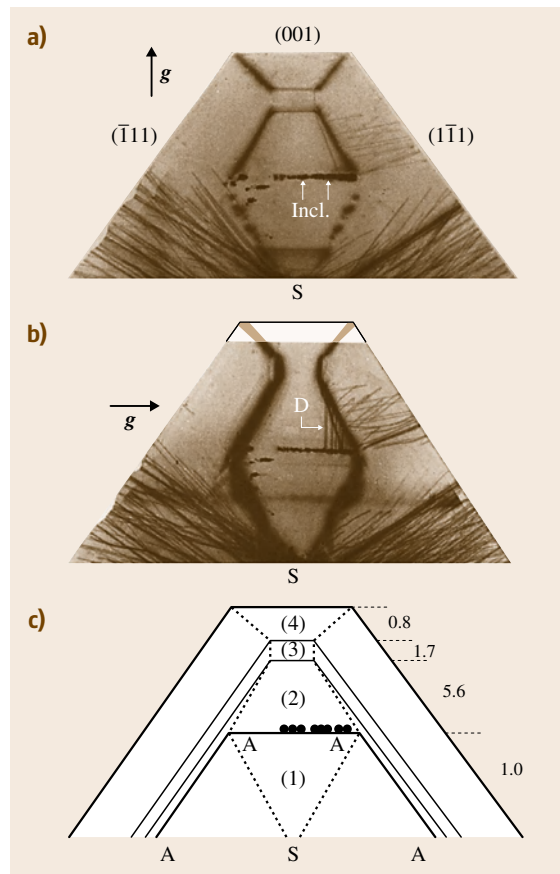 a)
(001)
g
(1̅11)
(11̅1)
Incl.
S
b)
D
g
S
c)
(4)
0.8
(3)
1.7
(2)
5.6
A
A
(1)
1.0
A
S
A